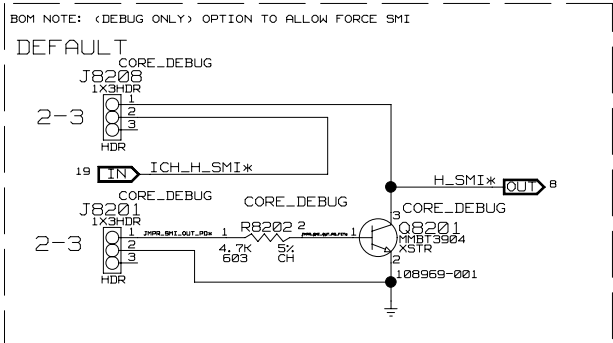 BOM NOTE: (DEBUG ONLY) OPTION TO ALLOW FORCE SMI
DEFAULT
CORE_DEBUG
J8208
1X3HDR
1
2-3
2
3
HDR
19 IN ICH_H_SMI*
H_SMI* OUT 8
CORE_DEBUG
J8201
1X3HDR
CORE_DEBUG
3 CORE_DEBUG
2-3
1 JMPR_SMI_OUT_PD* 1 R8202 2
1 Q8201
2
4.7K 5%
MMBT3904
3
603 CH
XSTR
HDR
2
108969-001